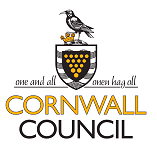 one and all onen hag oll
CORNWALL
COUNCIL